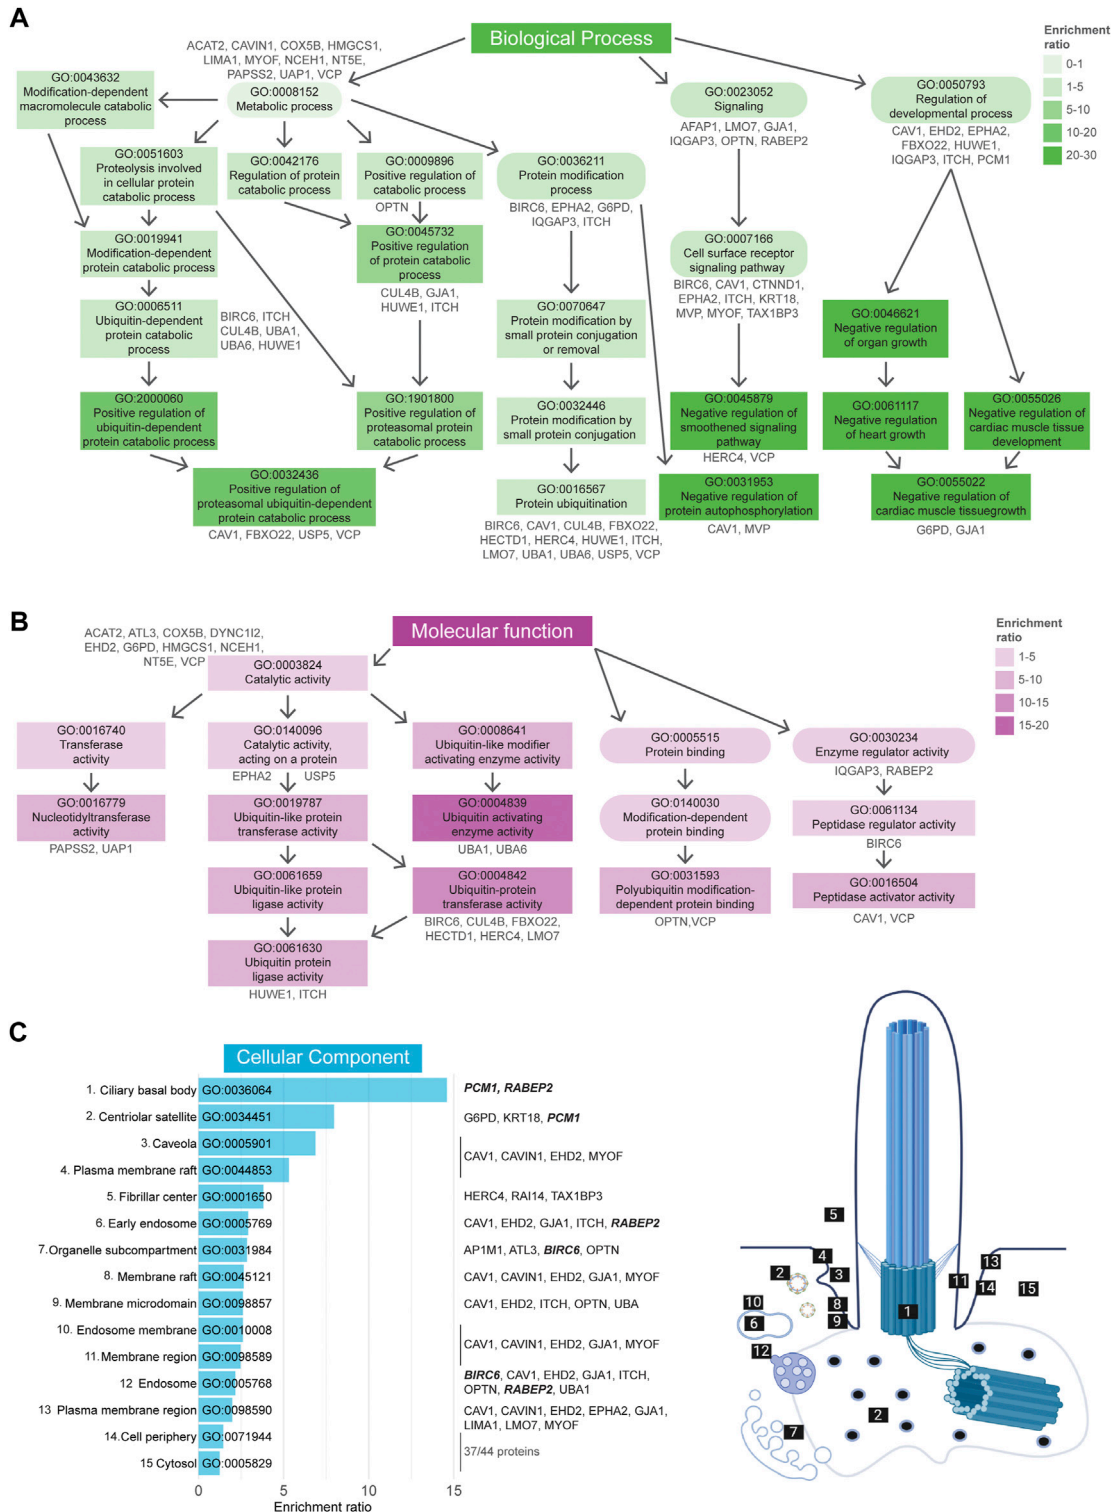 A
Biological Process
Enrichment
ratio
0-1
1-5
5-10
10-20
20-30
ACAT2, CAVIN1, COX5B, HMGCS1,
LIMA1, MYOF, NCEH1, NT5E,
PAPSS2, UAP1, VCP
GO:0043632
Modification-dependent
macromolecule catabolic
process
GO:0008152
Metabolic process
GO:0023052
Signaling
AFAP1, LMO7, GJA1,
IQGAP3, OPTN, RABEP2
GO:0050793
Regulation of
developmental process
CAV1, EHD2, EPHA2,
FBXO22, HUWE1,
IQGAP3, ITCH, PCM1
GO:0051603
Proteolysis involved
in cellular protein
catabolic process
GO:0042176
Regulation of protein
catabolic process
GO:0009896
Positive regulation of
catabolic process
OPTN
GO:0036211
Protein modification
process
BIRC6, EPHA2, G6PD,
IQGAP3, ITCH
GO:0019941
Modification-dependent
protein catabolic process
GO:0045732
Positive regulation
of protein catabolic
process
CUL4B, GJA1,
HUWE1, ITCH
GO:0007166
Cell surface receptor
signaling pathway
BIRC6, CAV1, CTNND1,
EPHA2, ITCH, KRT18,
MVP, MYOF, TAX1BP3
GO:0006511
Ubiquitin-dependent
protein catabolic
process
BIRC6, ITCH
CUL4B, UBA1,
UBA6, HUWE1
GO:0070647
Protein modification by
small protein conjugation
or removal
GO:0046621
Negative regulation
of organ growth
GO:2000060
Positive regulation of
ubiquitin-dependent
protein catabolic process
GO:1901800
Positive regulation of
proteasomal protein
catabolic process
GO:0032446
Protein modification by
small protein conjugation
GO:0045879
Negative regulation of
smoothened signaling
pathway
HERC4, VCP
GO:0061117
Negative regulation
of heart growth
GO:0055026
Negative regulation of
cardiac muscle tissue
development
GO:0032436
Positive regulation of
proteasomal ubiquitin-dependent
protein catabolic process
CAV1, FBXO22, USP5, VCP
GO:0016567
Protein ubiquitination
BIRC6, CAV1, CUL4B, FBXO22,
HECTD1, HERC4, HUWE1, ITCH,
LMO7, UBA1, UBA6, USP5, VCP
GO:0031953
Negative regulation of
protein autophosphorylation
CAV1, MVP
GO:0055022
Negative regulation of
cardiac muscle tissuegrowth
G6PD, GJA1
B
Molecular function
Enrichment
ratio
1-5
5-10
10-15
15-20
ACAT2, ATL3, COX5B, DYNC1I2,
EHD2, G6PD, HMGCS1, NCEH1,
NT5E, VCP
GO:0003824
Catalytic activity
GO:0016740
Transferase
activity
GO:0140096
Catalytic activity,
acting on a protein
EPHA2 USP5
GO:0008641
Ubiquitin-like modifier
activating enzyme activity
GO:0005515
Protein binding
GO:0030234
Enzyme regulator activity
IQGAP3, RABEP2
GO:0016779
Nucleotidyltransferase
activity
PAPSS2, UAP1
GO:0019787
Ubiquitin-like protein
transferase activity
GO:0004839
Ubiquitin activating
enzyme activity
UBA1, UBA6
GO:0140030
Modification-dependent
protein binding
GO:0061134
Peptidase regulator activity
BIRC6
GO:0061659
Ubiquitin-like protein
ligase activity
GO:0004842
Ubiquitin-protein
transferase activity
BIRC6, CUL4B, FBXO22,
HECTD1, HERC4, LMO7
GO:0031593
Polyubiquitin modification-
dependent protein binding
OPTN,VCP
GO:0016504
Peptidase activator activity
CAV1, VCP
GO:0061630
Ubiquitin protein
ligase activity
HUWE1, ITCH
C
Cellular Component
1. Ciliary basal body GO:0036064 PCM1, RABEP2
2. Centriolar satellite GO:0034451 G6PD, KRT18, PCM1
3. Caveola GO:0005901
CAV1, CAVIN1, EHD2, MYOF
4. Plasma membrane raft GO:0044853
5. Fibrillar center GO:0001650 HERC4, RAI14, TAX1BP3
6. Early endosome GO:0005769 CAV1, EHD2, GJA1, ITCH, RABEP2
7. Organelle subcompartment GO:0031984 AP1M1, ATL3, BIRC6, OPTN
8. Membrane raft GO:0045121 CAV1, CAVIN1, EHD2, GJA1, MYOF
9. Membrane microdomain GO:0098857 CAV1, EHD2, ITCH, OPTN, UBA
10. Endosome membrane GO:0010008
CAV1, CAVIN1, EHD2, GJA1, MYOF
11. Membrane region GO:0098589
12 Endosome GO:0005768 BIRC6, CAV1, EHD2, GJA1, ITCH,
OPTN, RABEP2, UBA1
13 Plasma membrane region GO:0098590 CAV1, CAVIN1, EHD2, EPHA2, GJA1,
LIMA1, LMO7, MYOF
14. Cell periphery GO:0071944
37/44 proteins
15 Cytosol GO:0005829
0 5 10 15
Enrichment ratio
5
4
13
2
3
11
14
15
10
8
1
6
9
12
2
7